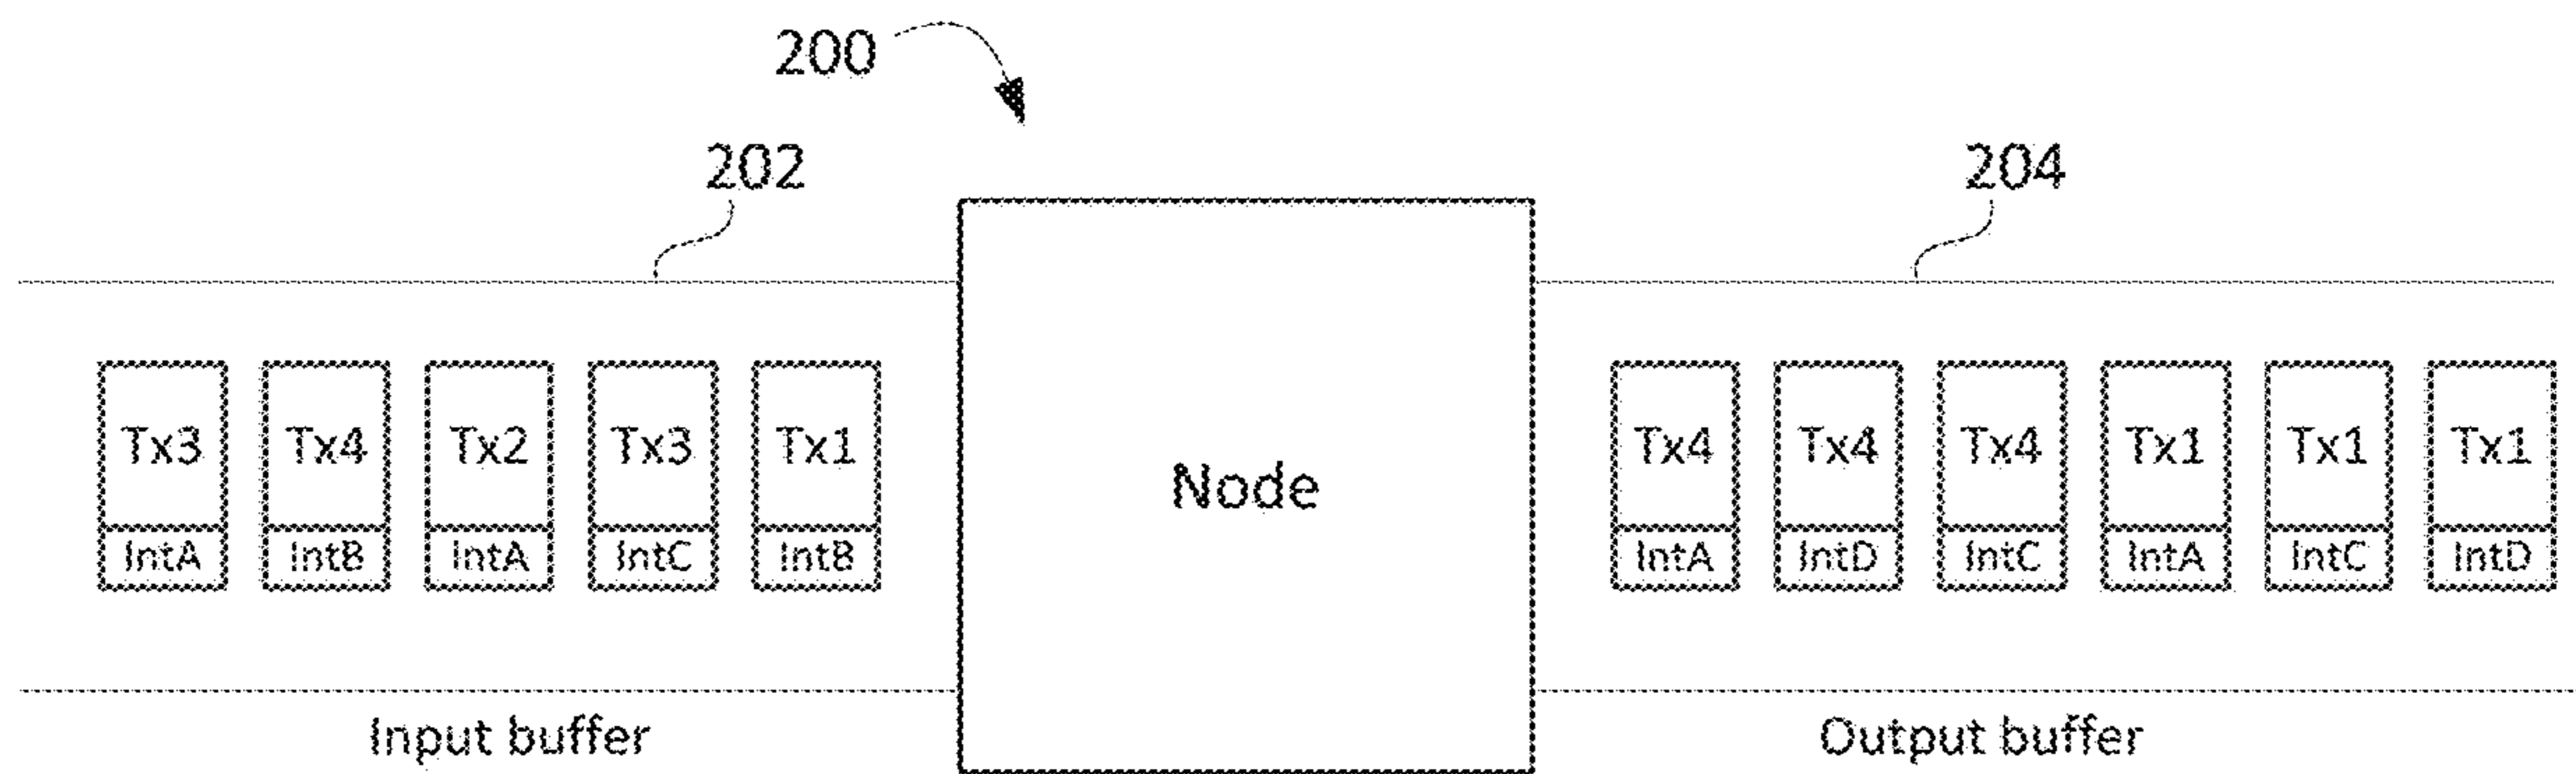 200
202
204
Tx3 Tx4 Tx2 Tx3 Tx1
IntA IntB IntA IntC IntB
Node
Tx4 Tx4 Tx4 Tx1 Tx1 Tx1
IntA IntD IntC IntA IntC IntD
Input buffer
Output buffer